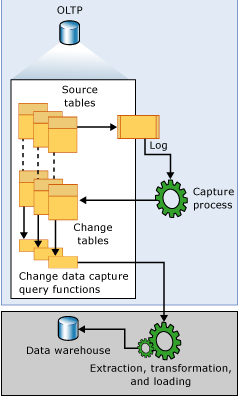 OLTP
Source
tables
Log
Capture
process
Change
tables
Change data capture
query functions
Data warehouse
Extraction, transformation,
and loading